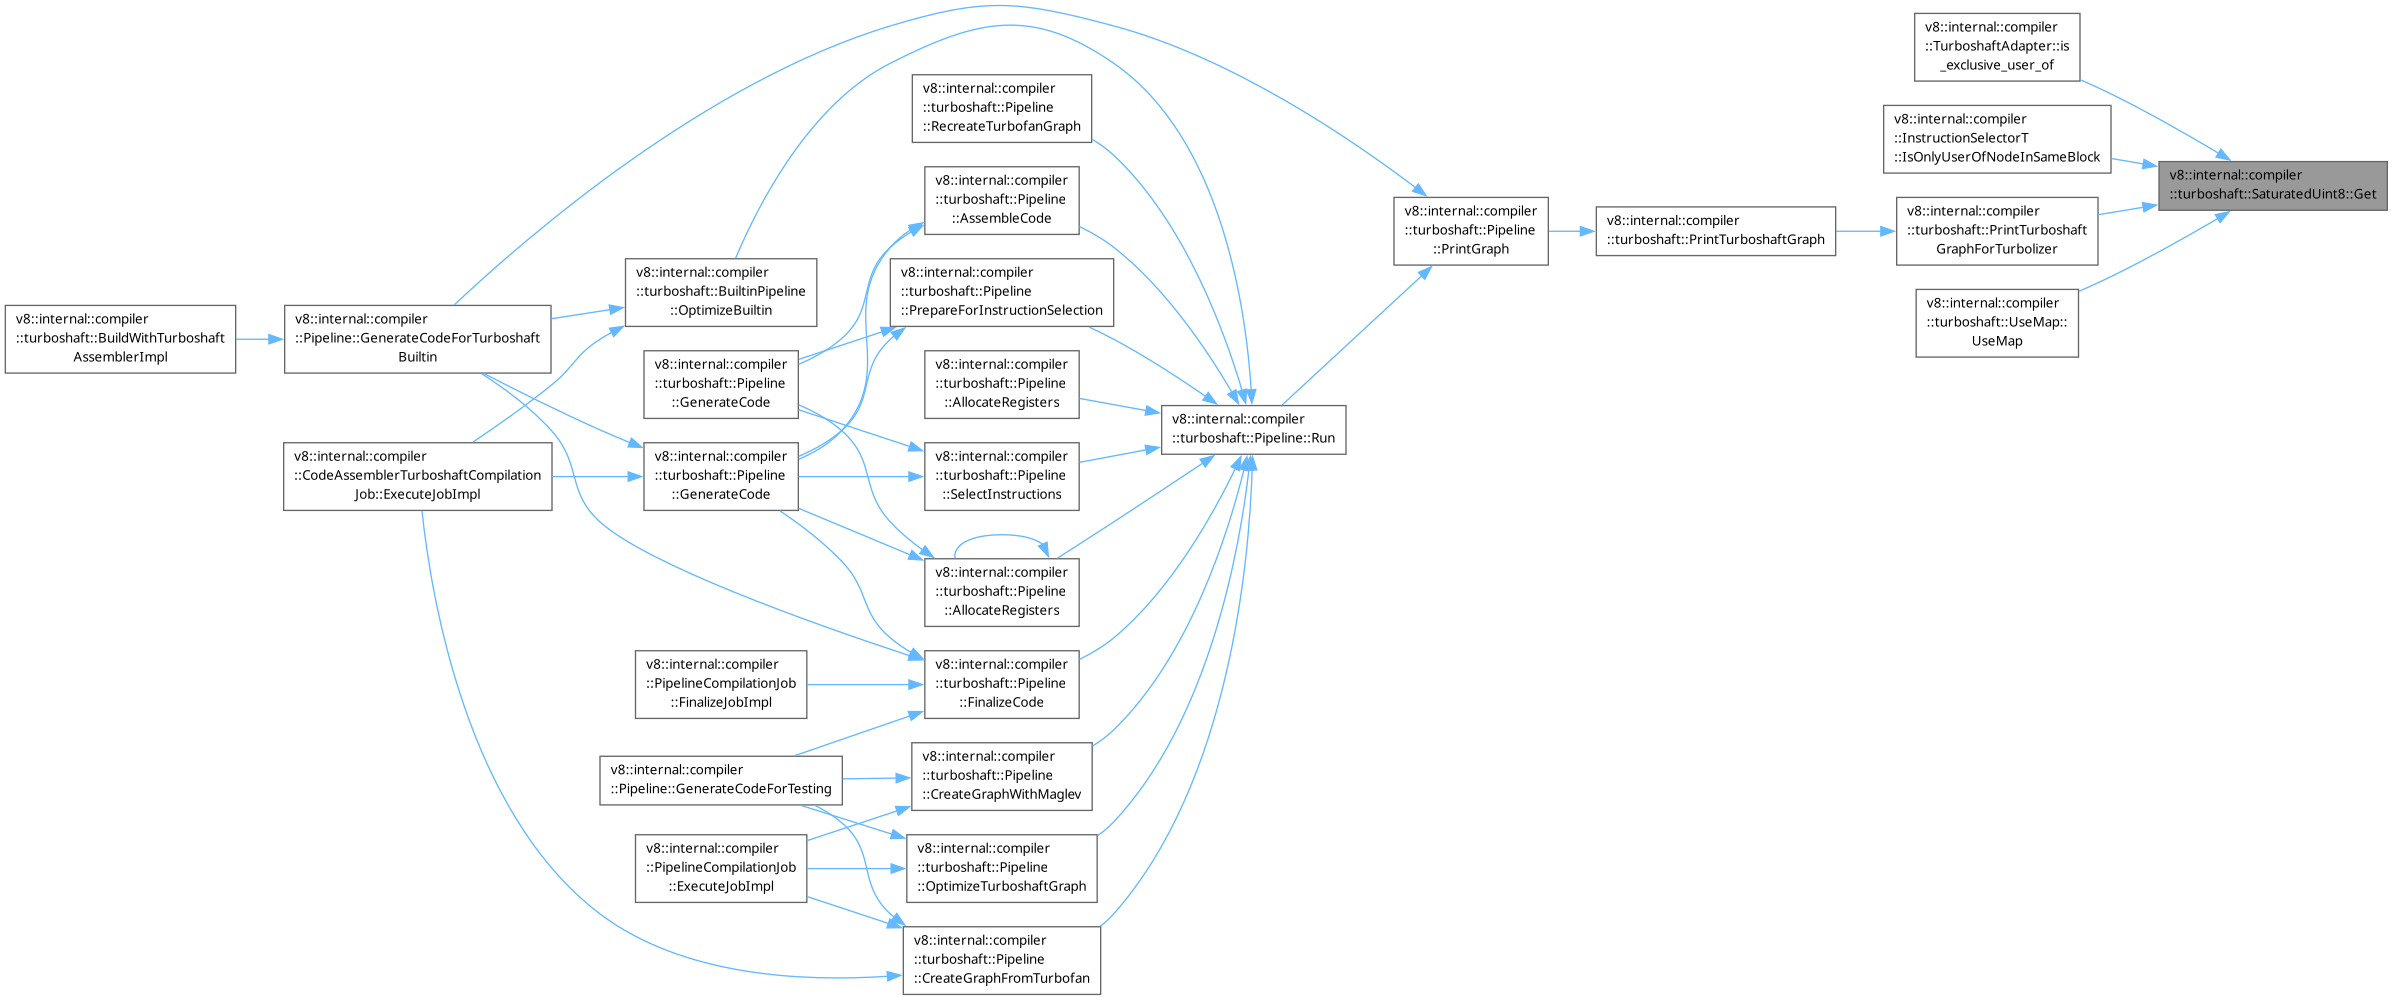 v8::internal::compiler
::turboshaft::BuildWithTurboshaft
AssemblerImpl
v8::internal::compiler
::Pipeline::GenerateCodeForTurboshaft
Builtin
v8::internal::compiler
::CodeAssemblerTurboshaftCompilation
Job::ExecuteJobImpl
v8::internal::compiler
::turboshaft::BuiltinPipeline
::OptimizeBuiltin
v8::internal::compiler
::turboshaft::Pipeline
::GenerateCode
v8::internal::compiler
::turboshaft::Pipeline
::GenerateCode
v8::internal::compiler
::PipelineCompilationJob
::FinalizeJobImpl
v8::internal::compiler
::Pipeline::GenerateCodeForTesting
v8::internal::compiler
::PipelineCompilationJob
::ExecuteJobImpl
v8::internal::compiler
::turboshaft::Pipeline
::RecreateTurbofanGraph
v8::internal::compiler
::turboshaft::Pipeline
::AssembleCode
v8::internal::compiler
::turboshaft::Pipeline
::PrepareForInstructionSelection
v8::internal::compiler
::turboshaft::Pipeline
::AllocateRegisters
v8::internal::compiler
::turboshaft::Pipeline
::SelectInstructions
v8::internal::compiler
::turboshaft::Pipeline
::AllocateRegisters
v8::internal::compiler
::turboshaft::Pipeline
::FinalizeCode
v8::internal::compiler
::turboshaft::Pipeline
::CreateGraphWithMaglev
v8::internal::compiler
::turboshaft::Pipeline
::OptimizeTurboshaftGraph
v8::internal::compiler
::turboshaft::Pipeline
::CreateGraphFromTurbofan
v8::internal::compiler
::turboshaft::Pipeline::Run
v8::internal::compiler
::turboshaft::Pipeline
::PrintGraph
v8::internal::compiler
::turboshaft::PrintTurboshaftGraph
v8::internal::compiler
::TurboshaftAdapter::is
_exclusive_user_of
v8::internal::compiler
::InstructionSelectorT
::IsOnlyUserOfNodeInSameBlock
v8::internal::compiler
::turboshaft::PrintTurboshaft
GraphForTurbolizer
v8::internal::compiler
::turboshaft::UseMap::
UseMap
v8::internal::compiler
::turboshaft::SaturatedUint8::Get